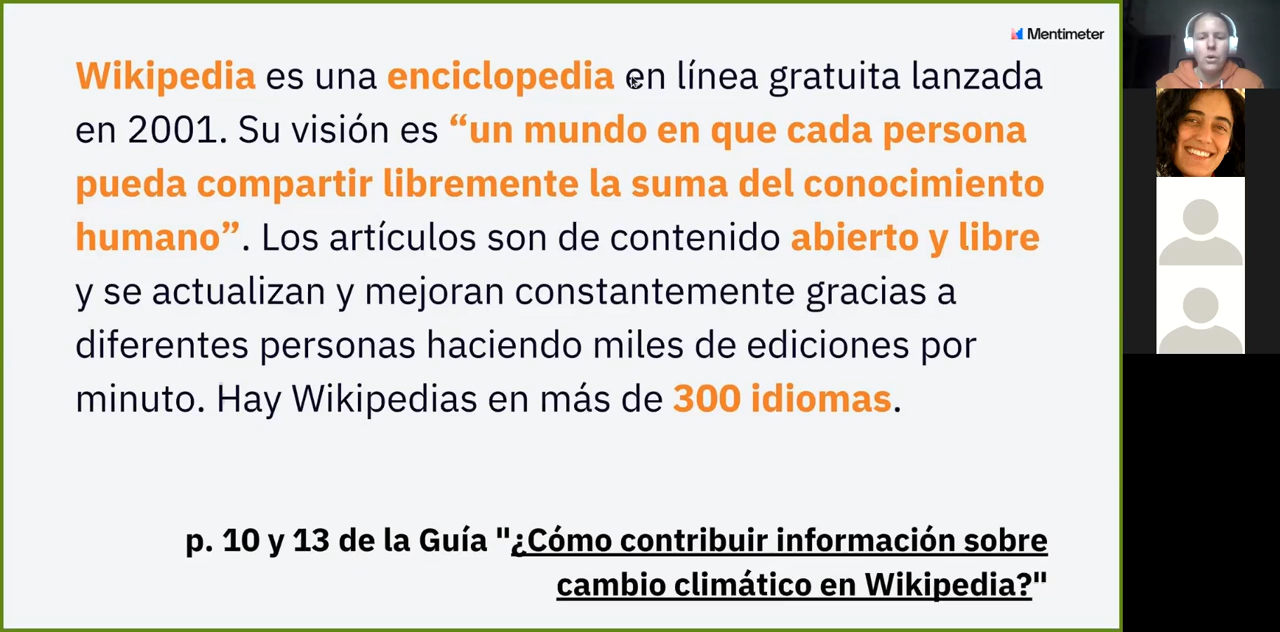 Mentimeter
Wikipedia es una enciclopedia en línea gratuita lanzada
en 2001. Su visión es “un mundo en que cada persona
pueda compartir libremente la suma del conocimiento
humano”. Los artículos son de contenido abierto y libre
y se actualizan y mejoran constantemente gracias a
diferentes personas haciendo miles de ediciones por
minuto. Hay Wikipedias en más de 300 idiomas.
p. 10 y 13 de la Guía "¿Cómo contribuir información sobre
cambio climático en Wikipedia?"